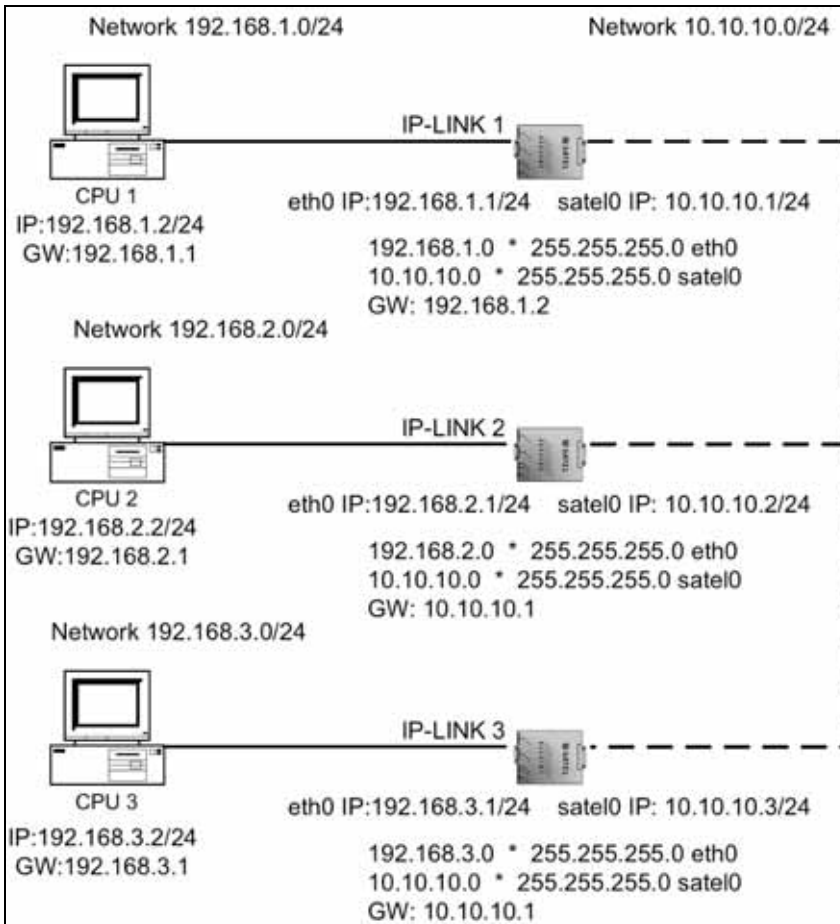 Network 192.168.1.0/24 Network 10.10.10.0/24
IP-LINK 1
CPU 1
IP:192.168.1.2/24
GW:192.168.1.1
eth0 IP:192.168.1.1/24 satel0 IP: 10.10.10.1/24
192.168.1.0 * 255.255.255.0 eth0
10.10.10.0 * 255.255.255.0 satel0
GW: 192.168.1.2
Network 192.168.2.0/24
IP-LINK 2
CPU 2
IP:192.168.2.2/24
GW:192.168.2.1
eth0 IP:192.168.2.1/24 satel0 IP: 10.10.10.2/24
192.168.2.0 * 255.255.255.0 eth0
10.10.10.0 * 255.255.255.0 satel0
GW: 10.10.10.1
Network 192.168.3.0/24
IP-LINK 3
CPU 3
IP:192.168.3.2/24
GW:192.168.3.1
eth0 IP:192.168.3.1/24 satel0 IP: 10.10.10.3/24
192.168.3.0 * 255.255.255.0 eth0
10.10.10.0 * 255.255.255.0 satel0
GW: 10.10.10.1